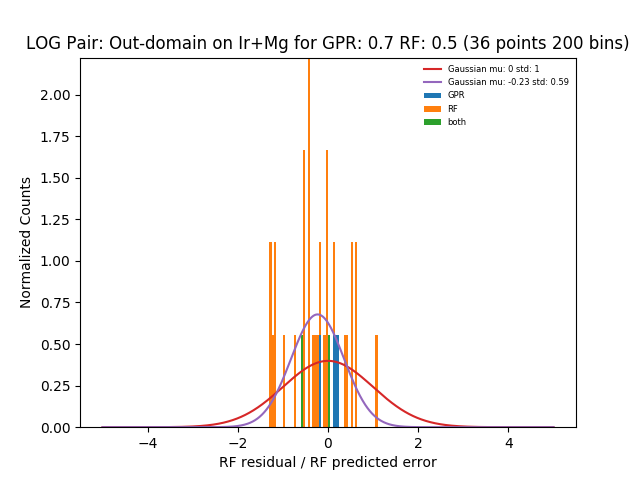 LOG Pair: Out-domain on Ir+Mg for GPR: 0.7 RF: 0.5 (36 points 200 bins)
Gaussian mu: 0 std: 1
Gaussian mu: -0.23 std: 0.59
GPR
RF
both
Normalized Counts
2.00
1.75
1.50
1.25
1.00
0.75
0.50
0.25
0.00
−4 −2 0 2 4
RF residual / RF predicted error